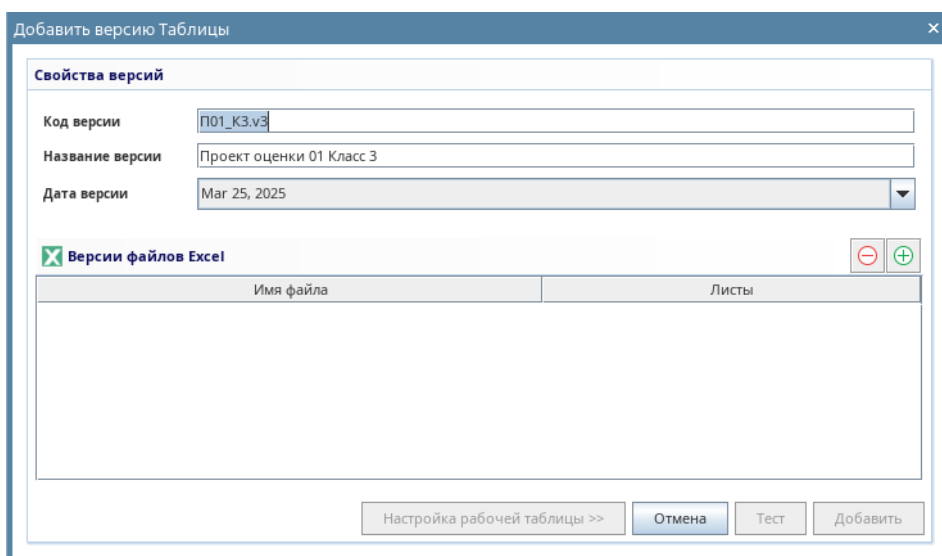 Добавить версию Таблицы
Свойства версий
Код версии П01_К3.v3
Название версии Проект оценки 01 Класс 3
Дата версии Mar 25, 2025
Версии файлов Excel
Имя файла Листы
Настройка рабочей таблицы >> Отмена Тест Добавить